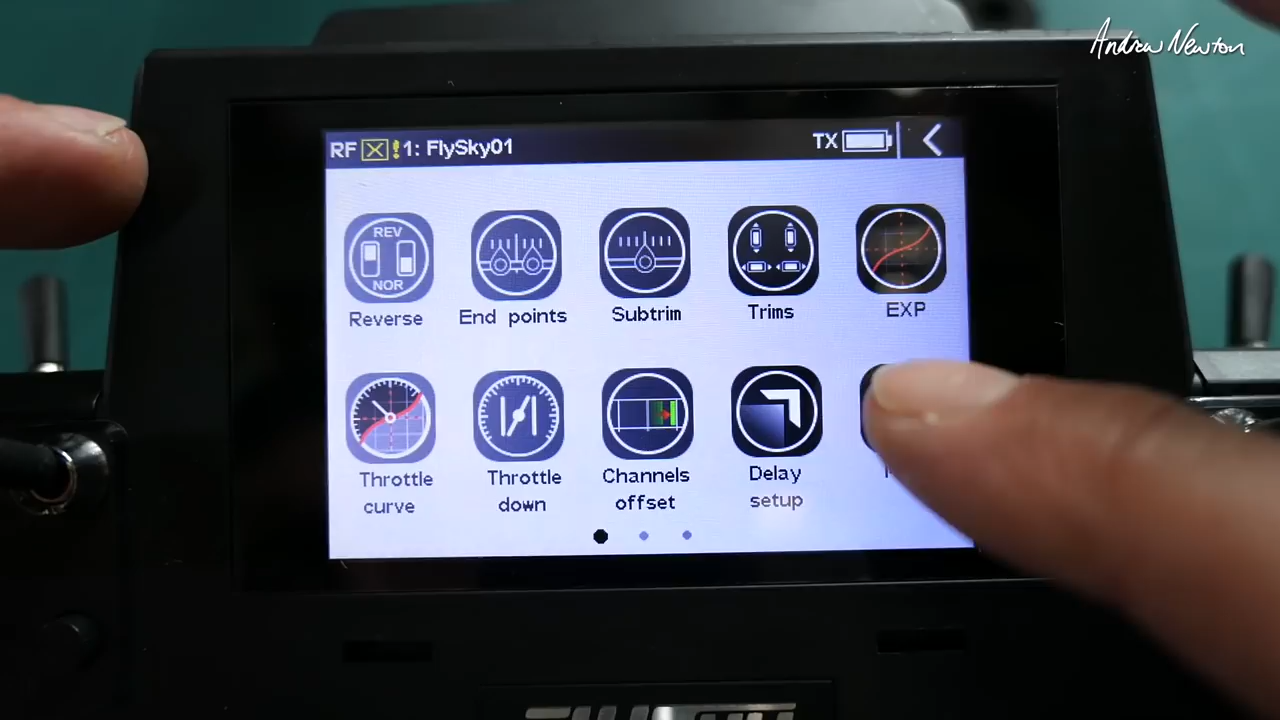 Andrew Newton
RF 1: FlySky01 TX
REV
NOR
Reverse End points Subtrim Trims EXP
Throttle curve
Throttle down
Channels offset
Delay setup